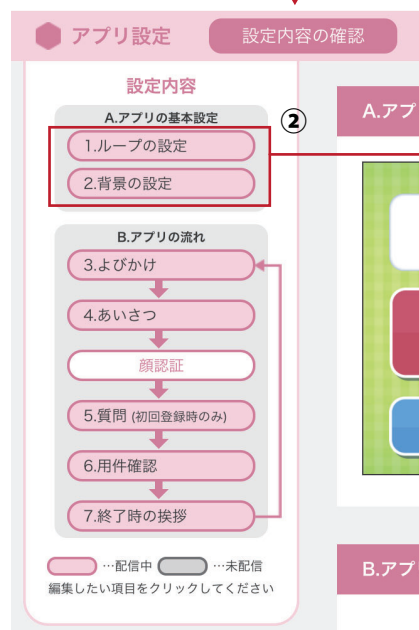 アプリ設定
設定内容の確認
設定内容
A.アプリの基本設定
②
1.ループの設定
2.背景の設定
B.アプリの流れ
3.よびかけ
4.あいさつ
顔認証
5.質問 (初回登録時のみ)
6.用件確認
7.終了時の挨拶
…配信中 …未配信
編集したい項目をクリックしてください
A.アプ
B.アプ